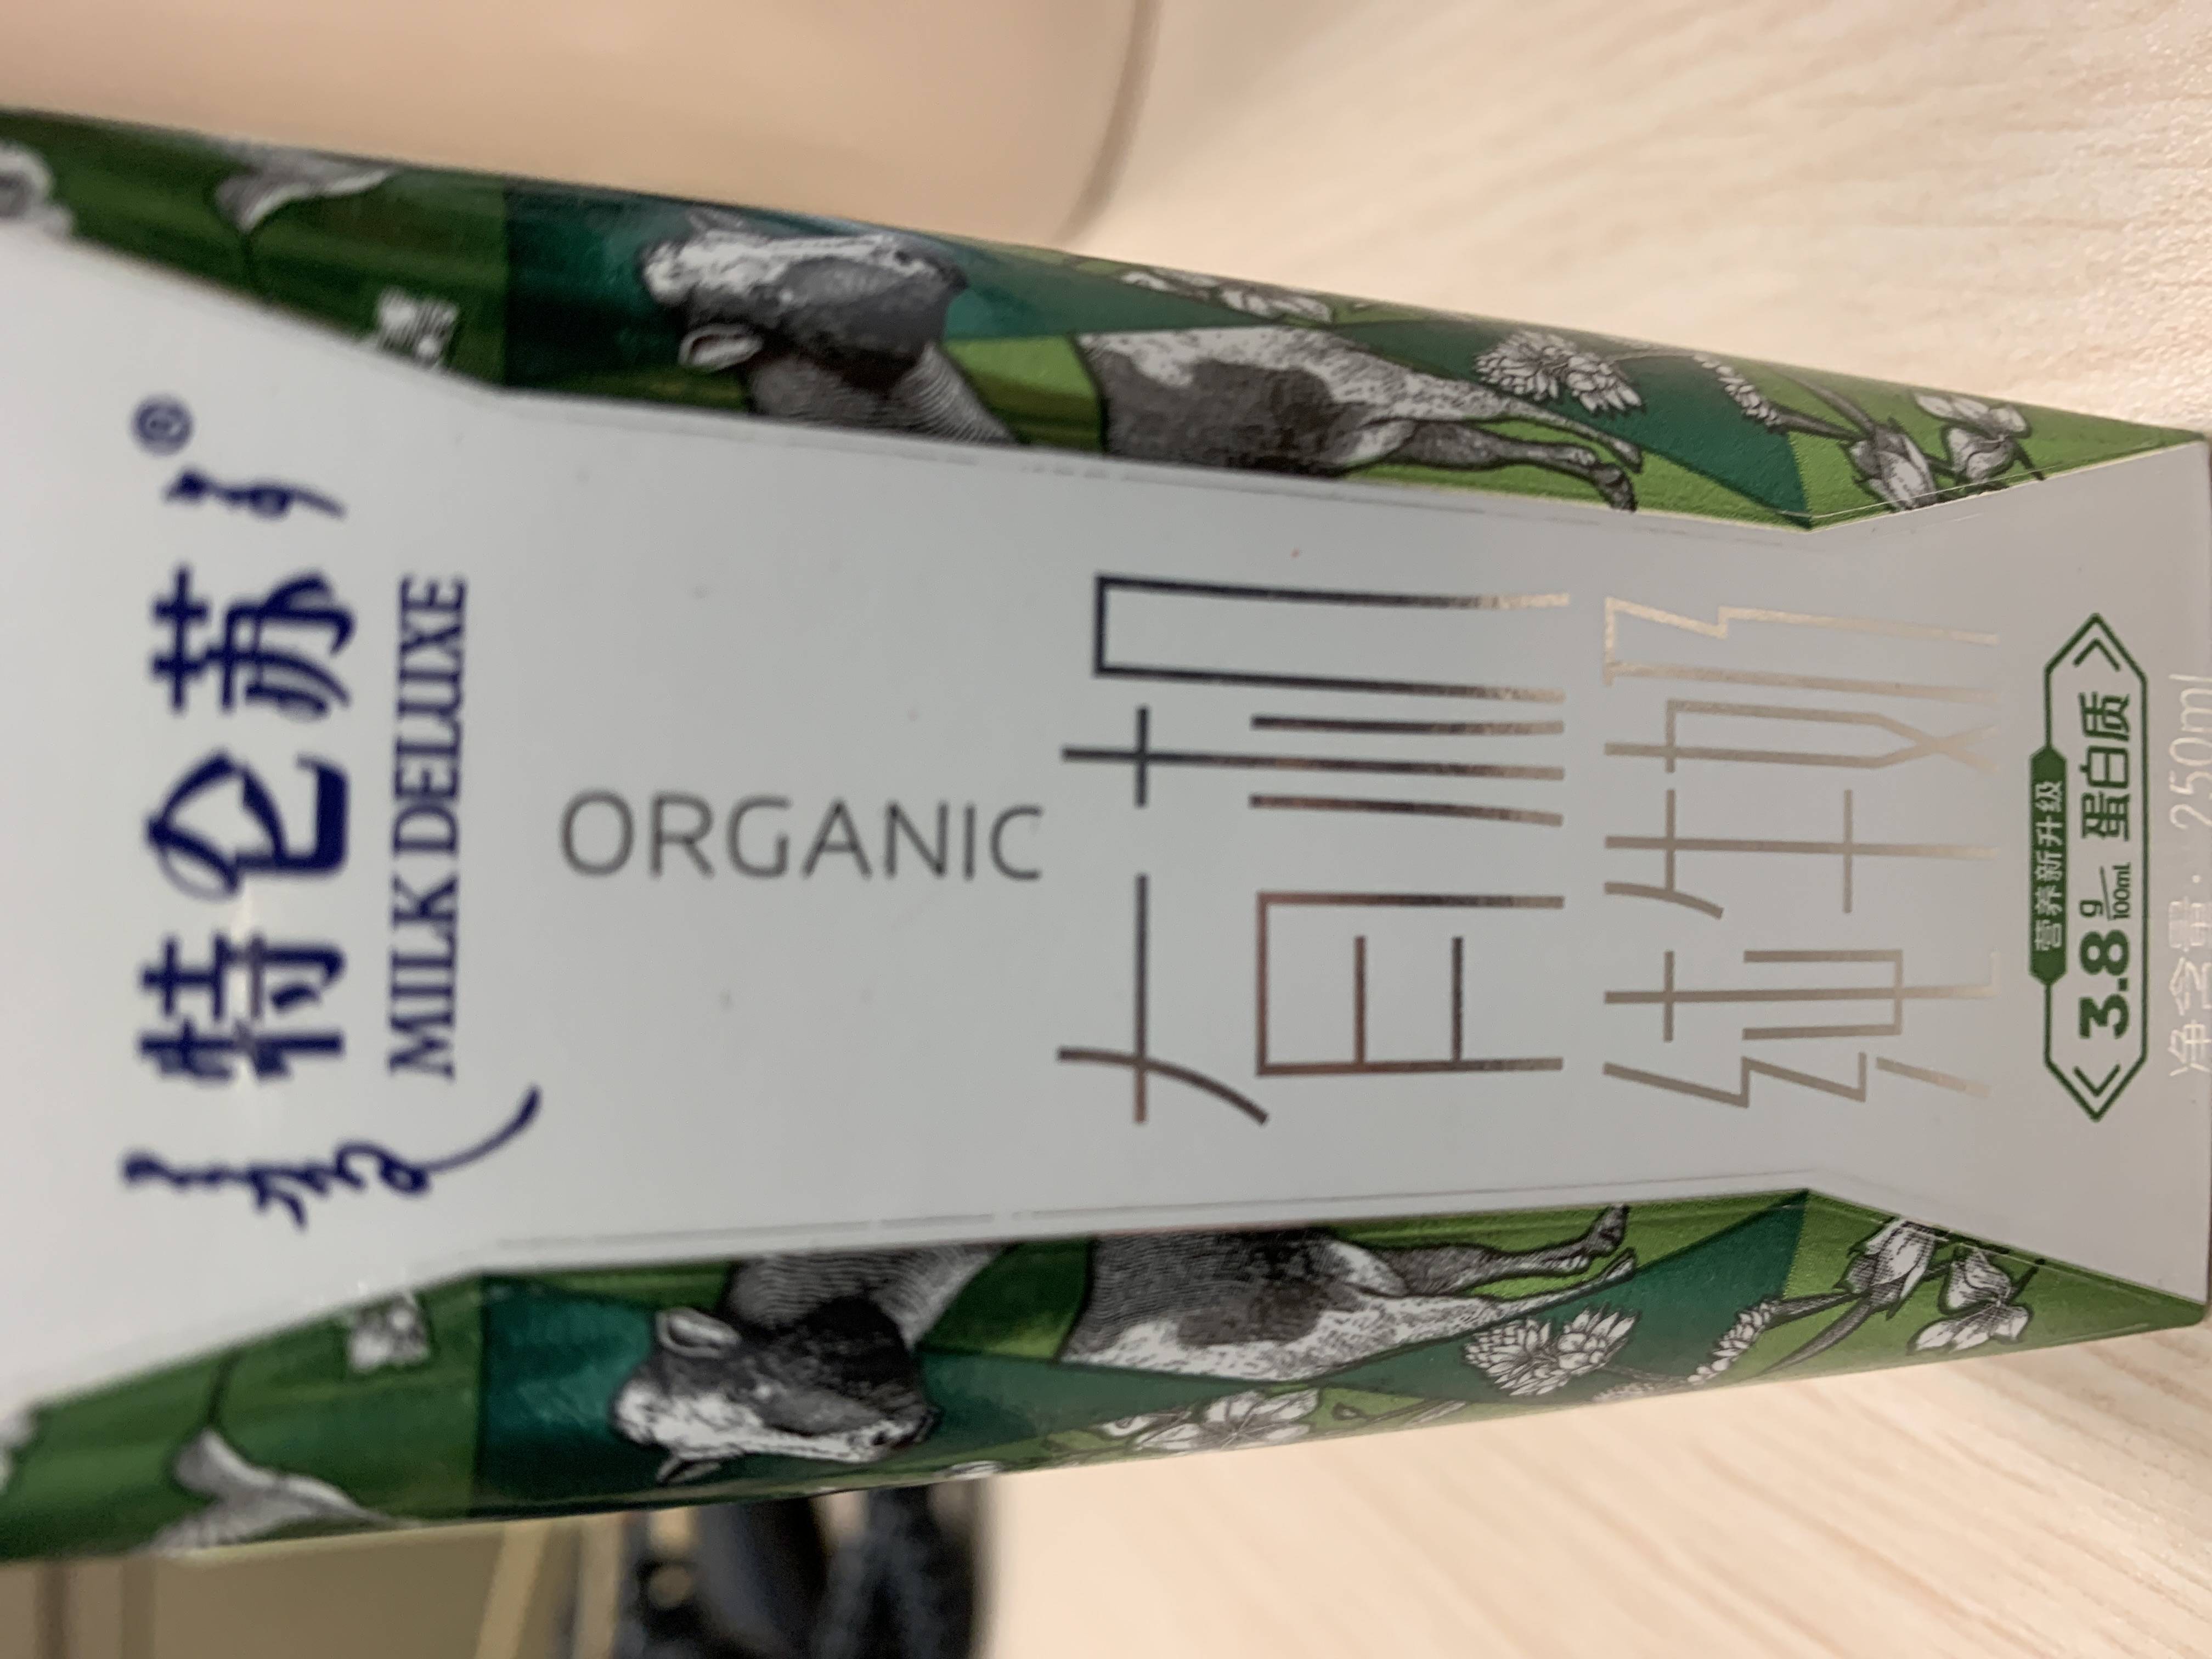 特仑苏®
MILK DELUXE
ORGANIC
有机
纯牛奶
营养新升级
3.8g/100ml 蛋白质
净含量:250ml